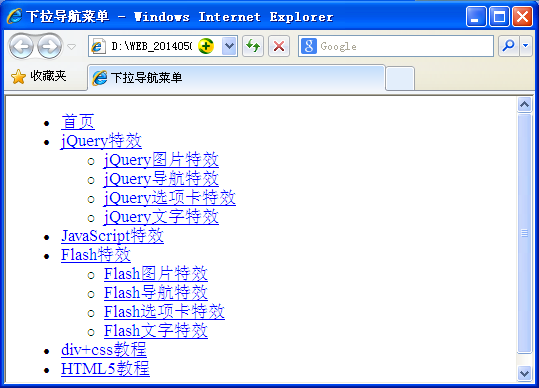 下拉导航菜单 - Windows Internet Explorer
D:\WEB_2014050
Google
收藏夹
下拉导航菜单
首页
jQuery特效
jQuery图片特效
jQuery导航特效
jQuery选项卡特效
jQuery文字特效
JavaScript特效
Flash特效
Flash图片特效
Flash导航特效
Flash选项卡特效
Flash文字特效
div+css教程
HTML5教程